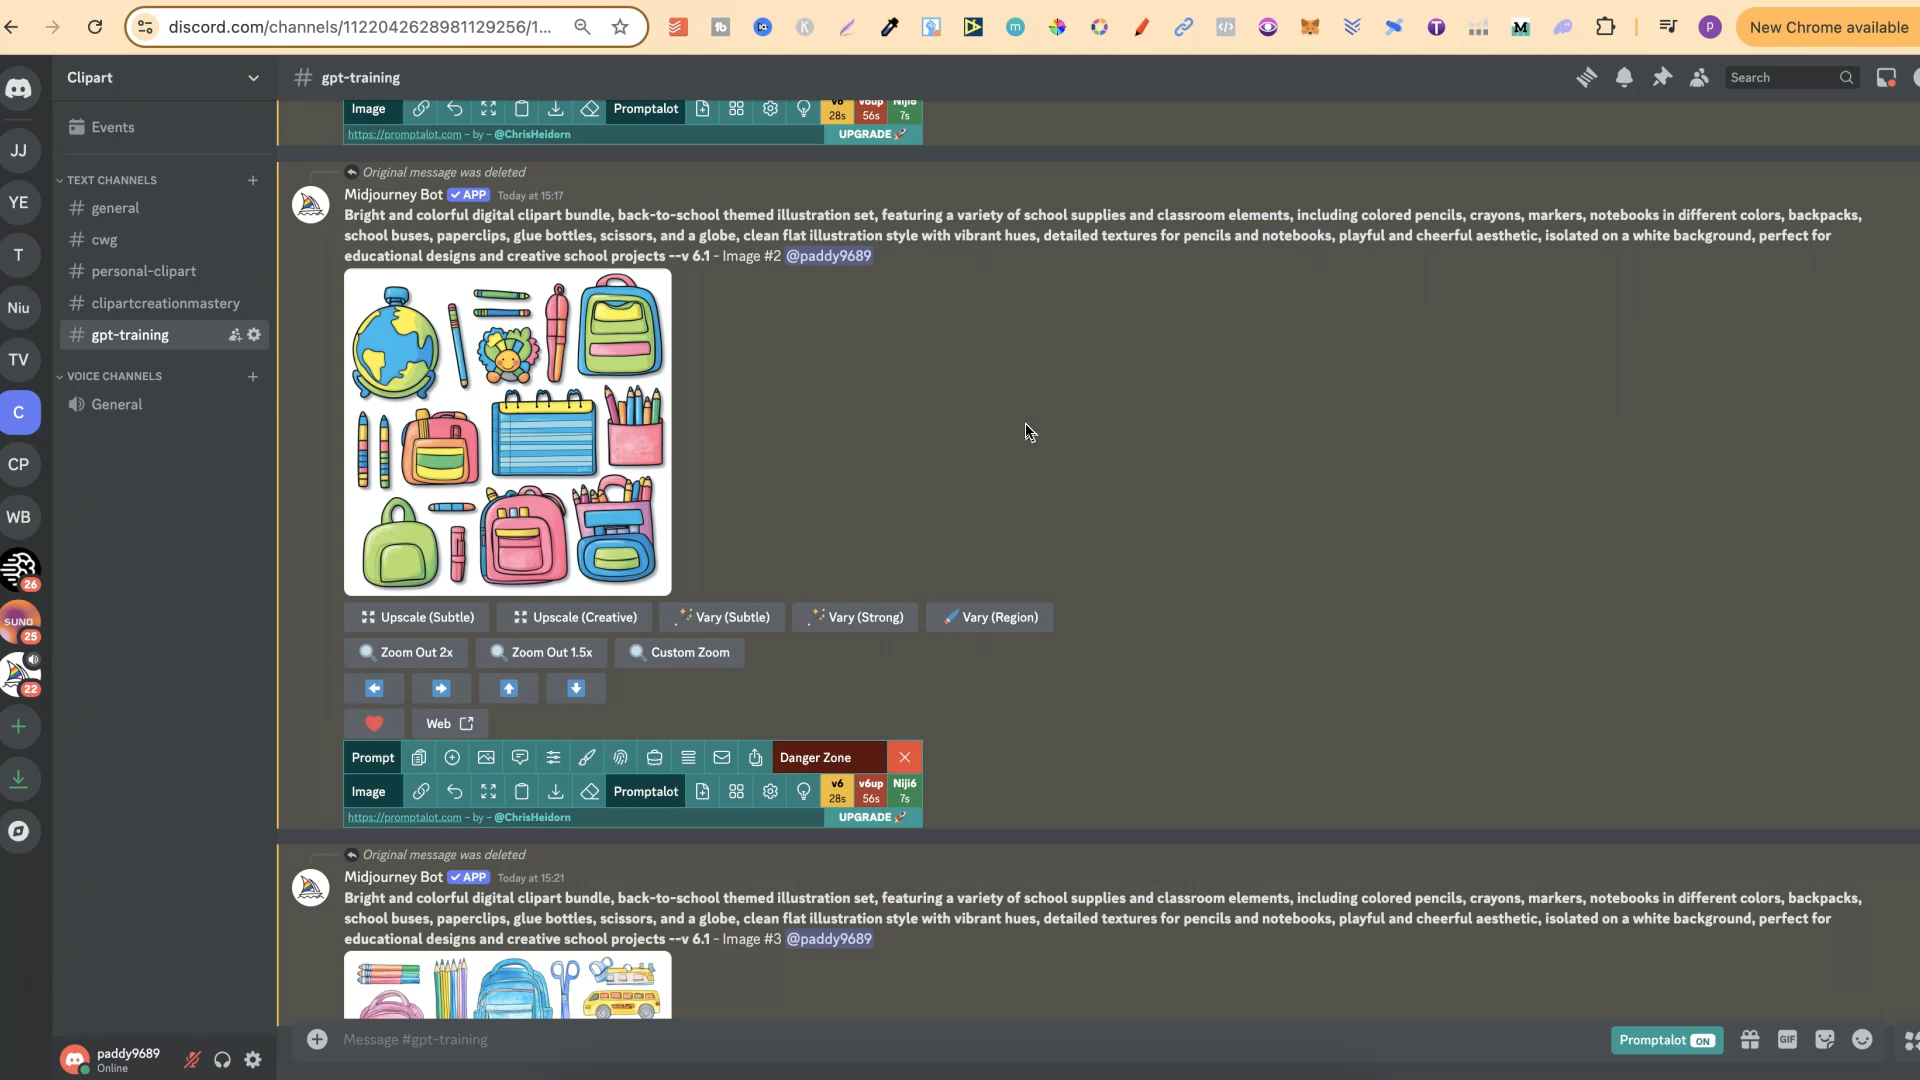 discord.com/channels/1122042628981129256/1...
New Chrome available
Clipart
gpt-training
Search
Events
JJ
YE
T
Niu
TV
C
CP
WB
26
SUNO
25
22
TEXT CHANNELS
general
cwg
personal-clipart
clipartcreationmastery
gpt-training
VOICE CHANNELS
General
Image
Promptalot
v6 28s
v6up 56s
Niji6 7s
https://promptalot.com – by – @ChrisHeidorn
UPGRADE
Original message was deleted
Midjourney Bot APP Today at 15:17
Bright and colorful digital clipart bundle, back-to-school themed illustration set, featuring a variety of school supplies and classroom elements, including colored pencils, crayons, markers, notebooks in different colors, backpacks,
school buses, paperclips, glue bottles, scissors, and a globe, clean flat illustration style with vibrant hues, detailed textures for pencils and notebooks, playful and cheerful aesthetic, isolated on a white background, perfect for
educational designs and creative school projects --v 6.1 - Image #2 @paddy9689
Upscale (Subtle)
Upscale (Creative)
Vary (Subtle)
Vary (Strong)
Vary (Region)
Zoom Out 2x
Zoom Out 1.5x
Custom Zoom
Web
Prompt
Danger Zone
Image
Promptalot
v6 28s
v6up 56s
Niji6 7s
https://promptalot.com – by – @ChrisHeidorn
UPGRADE
Original message was deleted
Midjourney Bot APP Today at 15:21
Bright and colorful digital clipart bundle, back-to-school themed illustration set, featuring a variety of school supplies and classroom elements, including colored pencils, crayons, markers, notebooks in different colors, backpacks,
school buses, paperclips, glue bottles, scissors, and a globe, clean flat illustration style with vibrant hues, detailed textures for pencils and notebooks, playful and cheerful aesthetic, isolated on a white background, perfect for
educational designs and creative school projects --v 6.1 - Image #3 @paddy9689
paddy9689
Online
Message #gpt-training
Promptalot ON
GIF